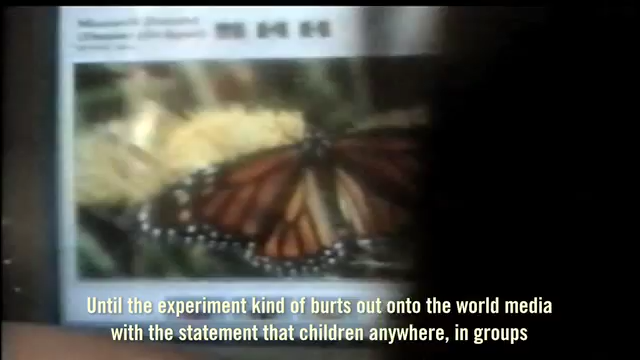 Until the experiment kind of burts out onto the world media
with the statement that children anywhere, in groups